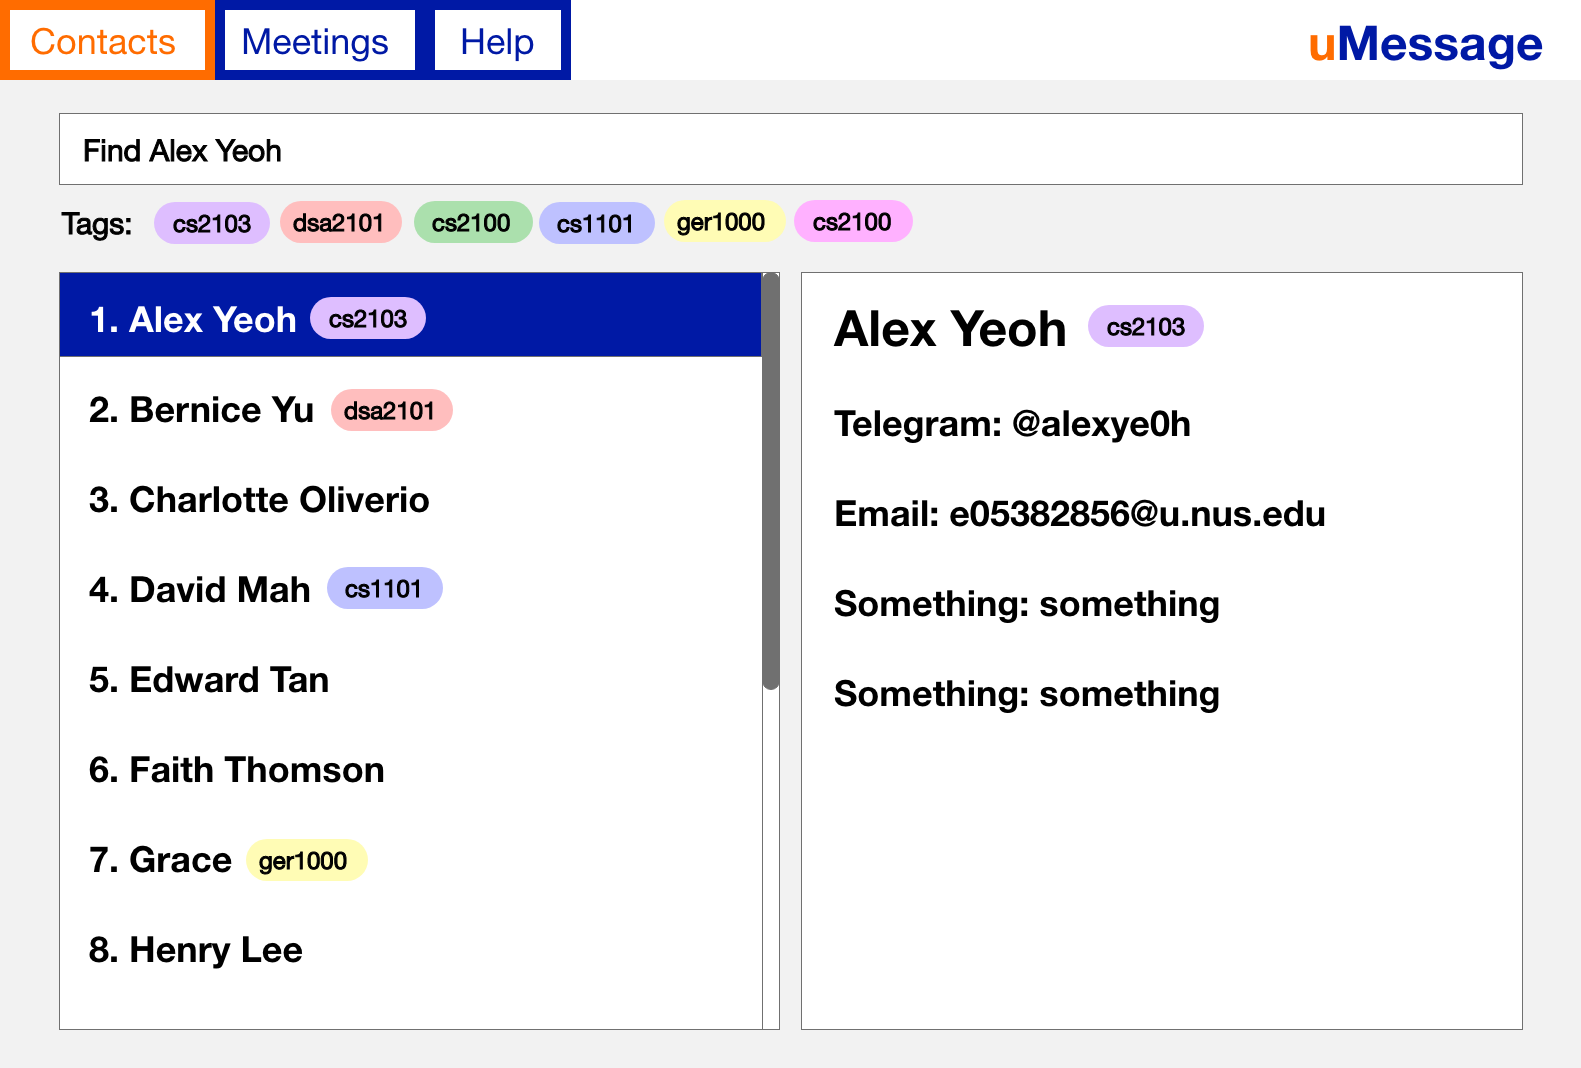 Contacts Meetings Help uMessage
Find Alex Yeoh
Tags: cs2103 dsa2101 cs2100 cs1101 ger1000 cs2100
1. Alex Yeoh cs2103
2. Bernice Yu dsa2101
3. Charlotte Oliverio
4. David Mah cs1101
5. Edward Tan
6. Faith Thomson
7. Grace ger1000
8. Henry Lee
Alex Yeoh cs2103
Telegram: @alexye0h
Email: e05382856@u.nus.edu
Something: something
Something: something